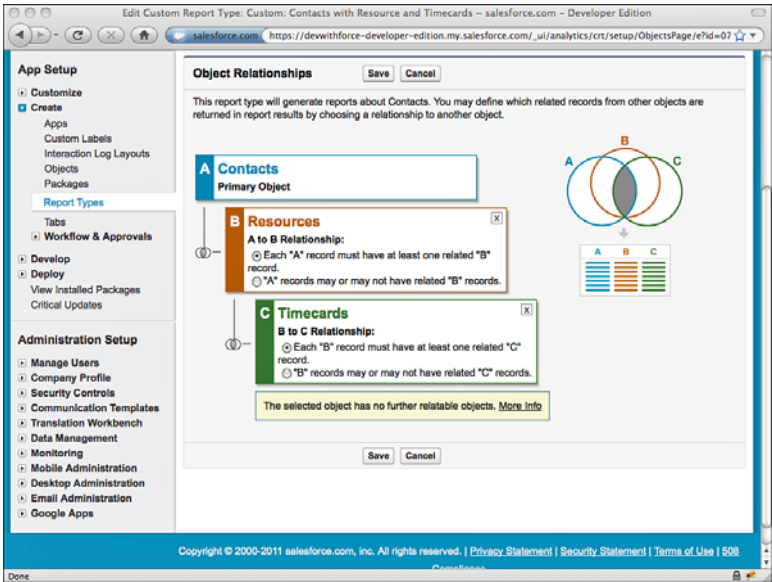 Edit Custom Report Type: Custom: Contacts with Resource and Timecards ~ salesforce.com – Developer Edition
salesforce.com https://devwithforce-developer-edition.my.salesforce.com/_ui/analytics/crt/setup/ObjectsPage/e?id=07
App Setup
Customize
Create
Apps
Custom Labels
Interaction Log Layouts
Objects
Packages
Report Types
Tabs
Workflow & Approvals
Develop
Deploy
View Installed Packages
Critical Updates
Administration Setup
Manage Users
Company Profile
Security Controls
Communication Templates
Translation Workbench
Data Management
Monitoring
Mobile Administration
Desktop Administration
Email Administration
Google Apps
Object Relationships Save Cancel
This report type will generate reports about Contacts. You may define which related records from other objects are
returned in report results by choosing a relationship to another object.
A Contacts
Primary Object
B Resources X
A to B Relationship:
Each "A" record must have at least one related "B"
record.
"A" records may or may not have related "B" records.
C Timecards X
B to C Relationship:
Each "B" record must have at least one related "C"
record.
"B" records may or may not have related "C" records.
The selected object has no further relatable objects. More Info
B
A C
A B C
Save Cancel
Copyright © 2000-2011 salesforce.com, inc. All rights reserved. | Privacy Statement | Security Statement | Terms of Use | 508
Compliance
Done